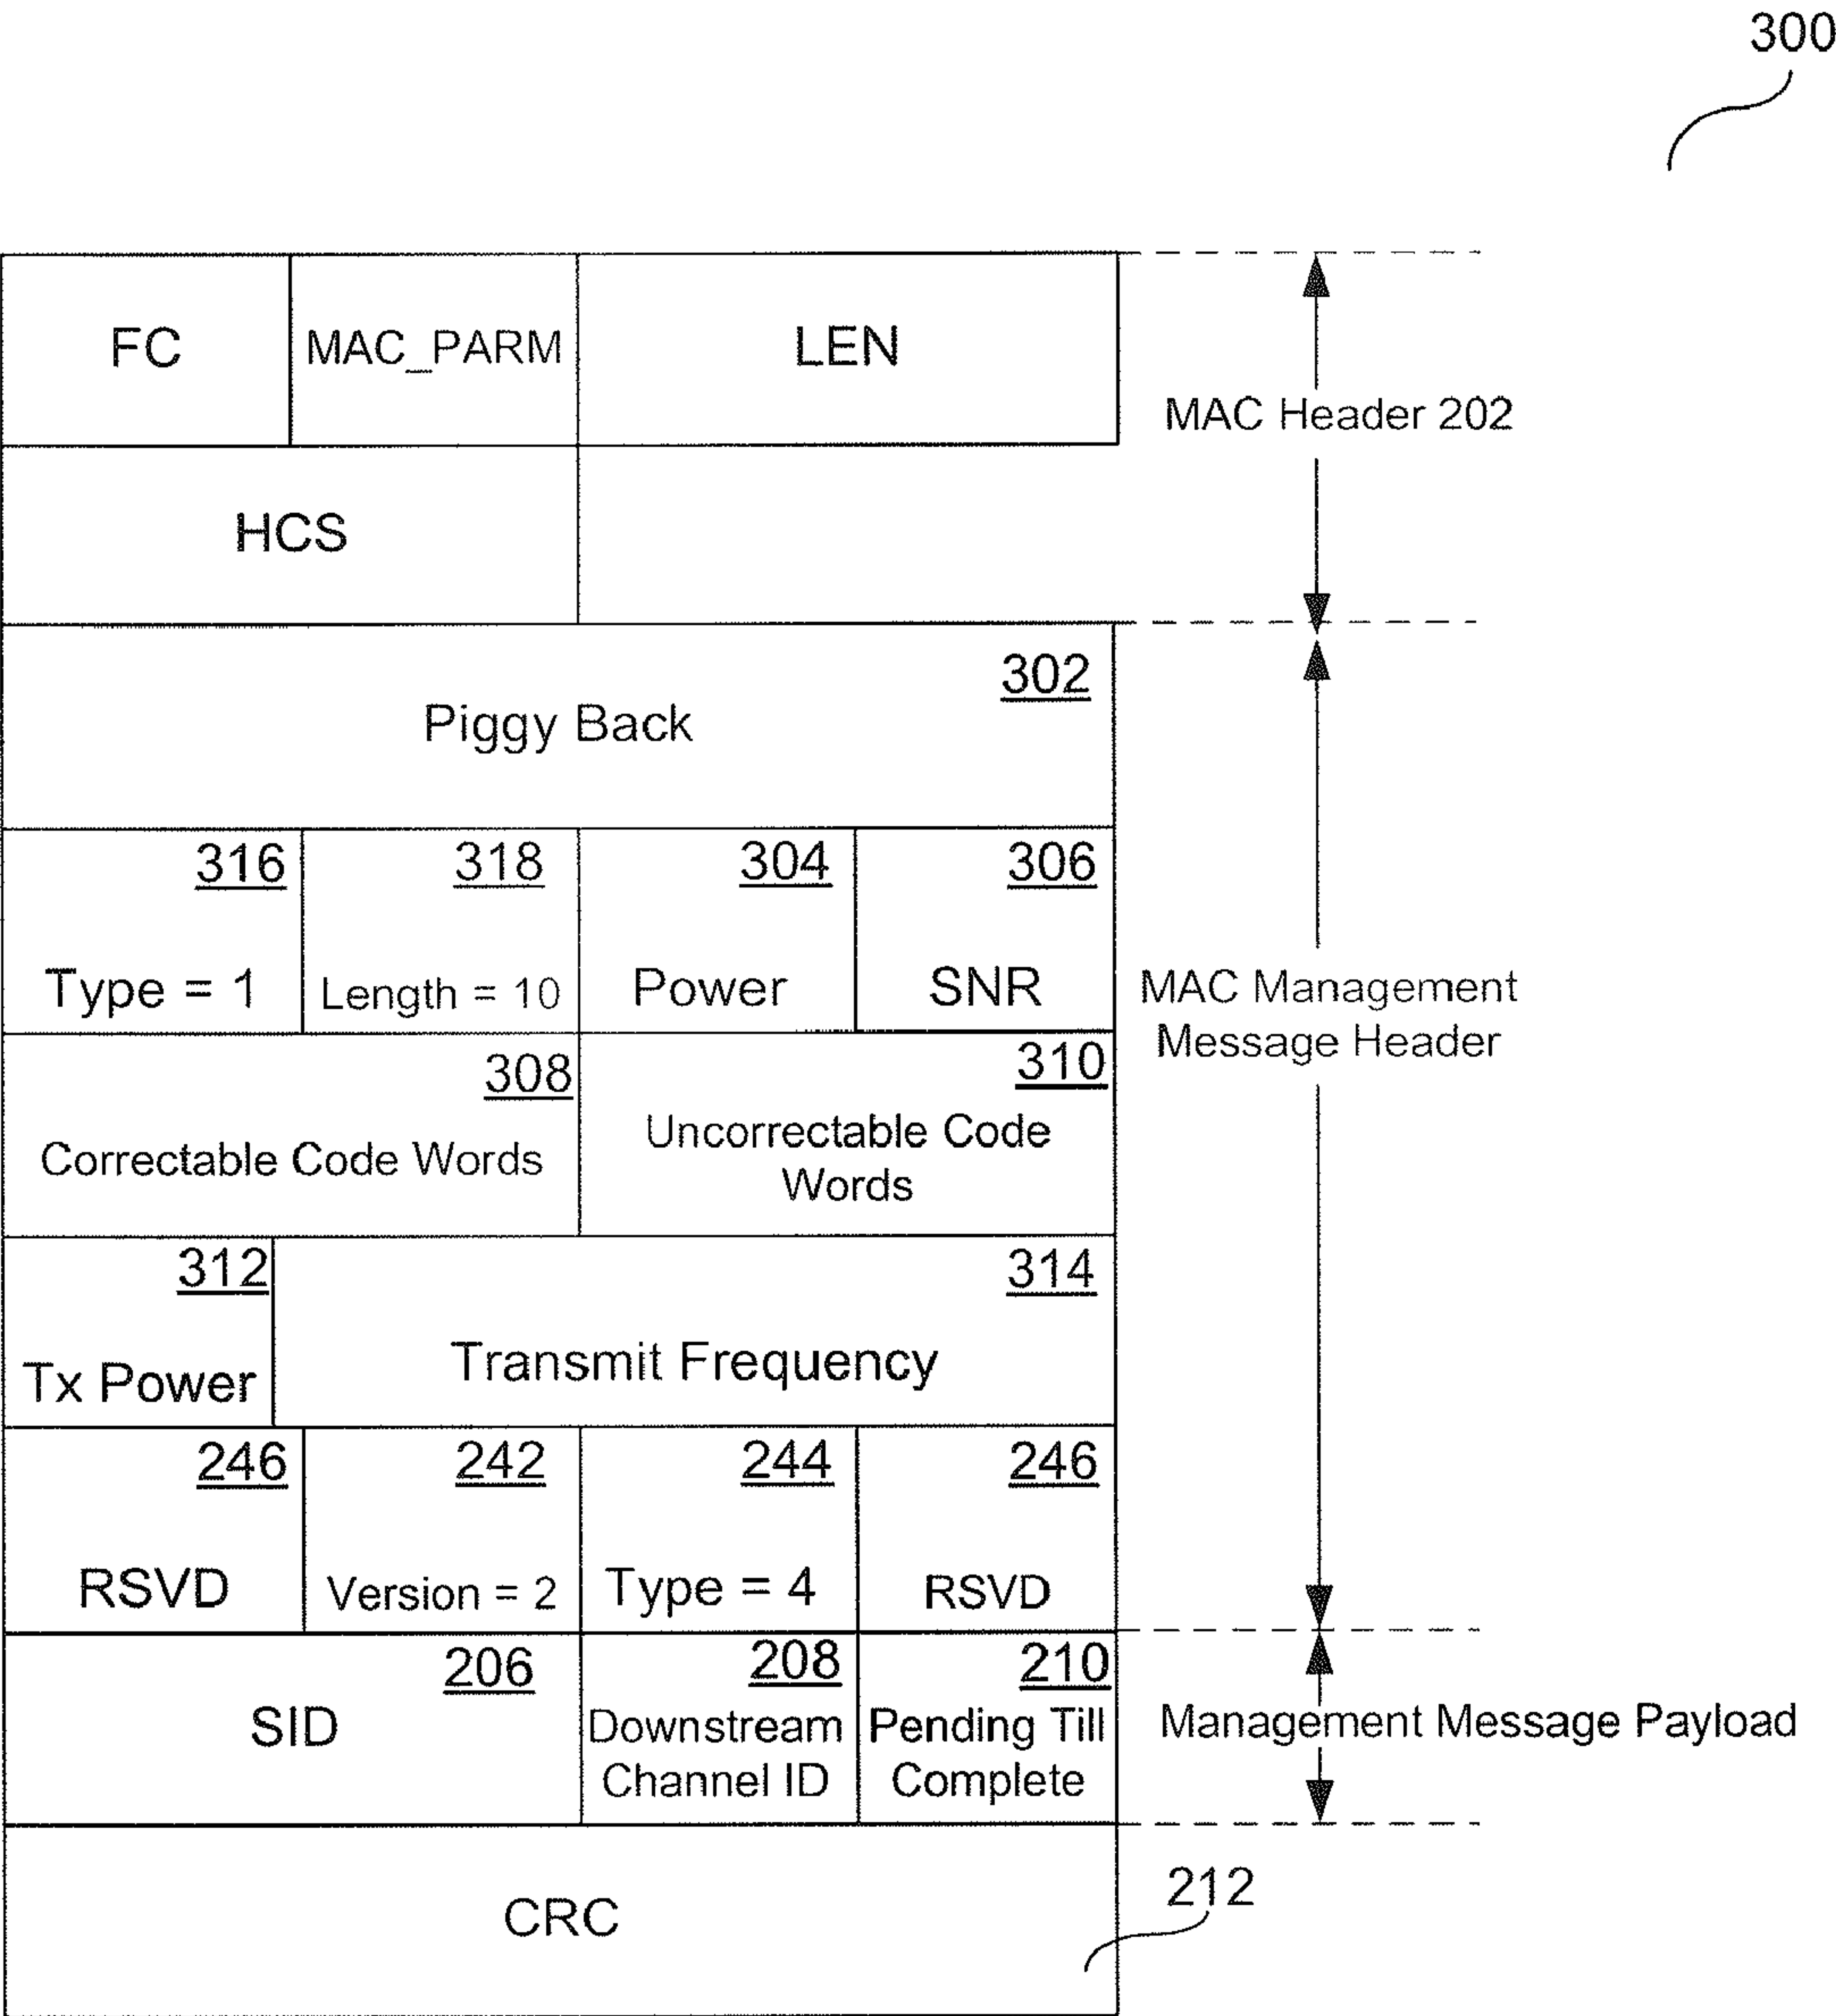 300
FC
MAC_PARM
LEN
MAC Header 202
HCS
302
Piggy Back
316
318
304
306
Type = 1
Length = 10
Power
SNR
MAC Management
Message Header
308
310
Correctable Code Words
Uncorrectable Code
Words
312
314
Tx Power
Transmit Frequency
246
242
244
246
RSVD
Version = 2
Type = 4
RSVD
206
208
210
SID
Downstream
Channel ID
Pending Till
Complete
Management Message Payload
212
CRC